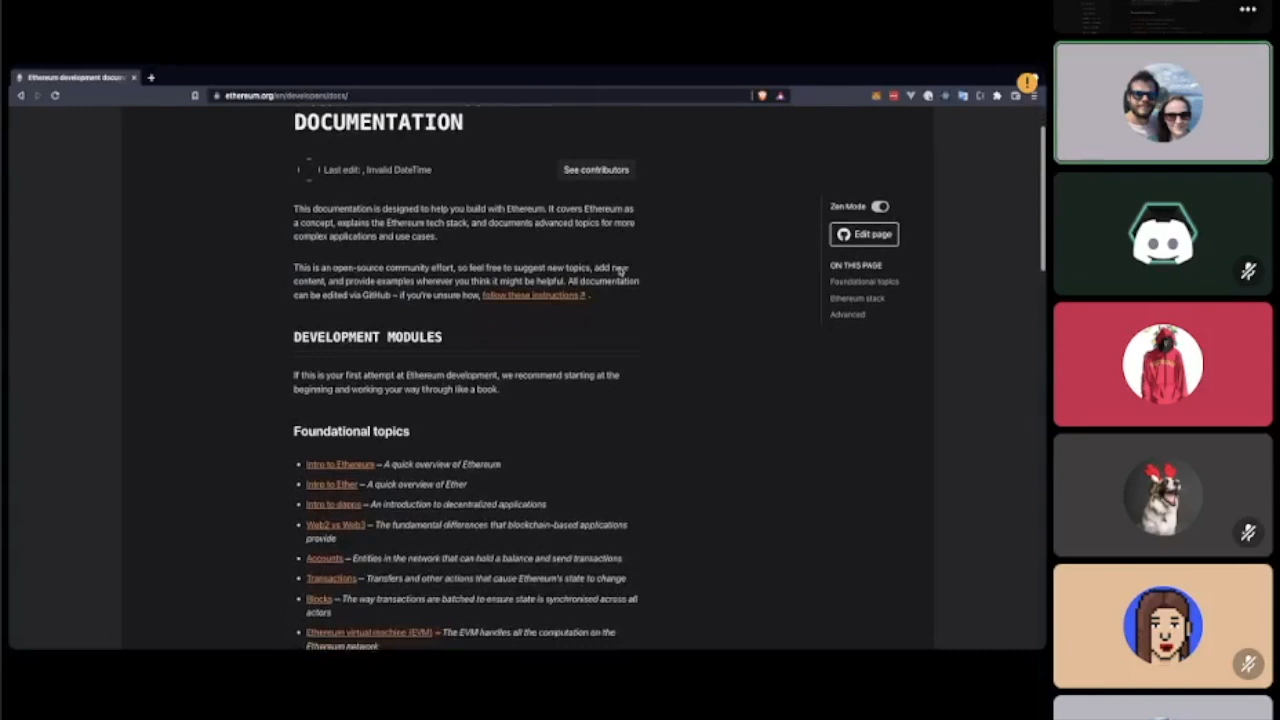 Ethereum development docum
ethereum.org/en/developers/docs/
DOCUMENTATION
Last edit: , Invalid DateTime
See contributors
This documentation is designed to help you build with Ethereum. It covers Ethereum as
a concept, explains the Ethereum tech stack, and documents advanced topics for more
complex applications and use cases.
Zen Mode
Edit page
This is an open-source community effort, so feel free to suggest new topics, add new
content, and provide examples wherever you think it might be helpful. All documentation
can be edited via GitHub – if you're unsure how, follow these instructions .
ON THIS PAGE
Foundational topics
Ethereum stack
Advanced
DEVELOPMENT MODULES
If this is your first attempt at Ethereum development, we recommend starting at the
beginning and working your way through like a book.
Foundational topics
• Intro to Ethereum – A quick overview of Ethereum
• Intro to Ether – A quick overview of Ether
• Intro to dapps – An introduction to decentralized applications
• Web2 vs Web3 – The fundamental differences that blockchain-based applications
provide
• Accounts – Entities in the network that can hold a balance and send transactions
• Transactions – Transfers and other actions that cause Ethereum's state to change
• Blocks – The way transactions are batched to ensure state is synchronised across all
actors
• Ethereum virtual machine (EVM) – The EVM handles all the computation on the
Ethereum network